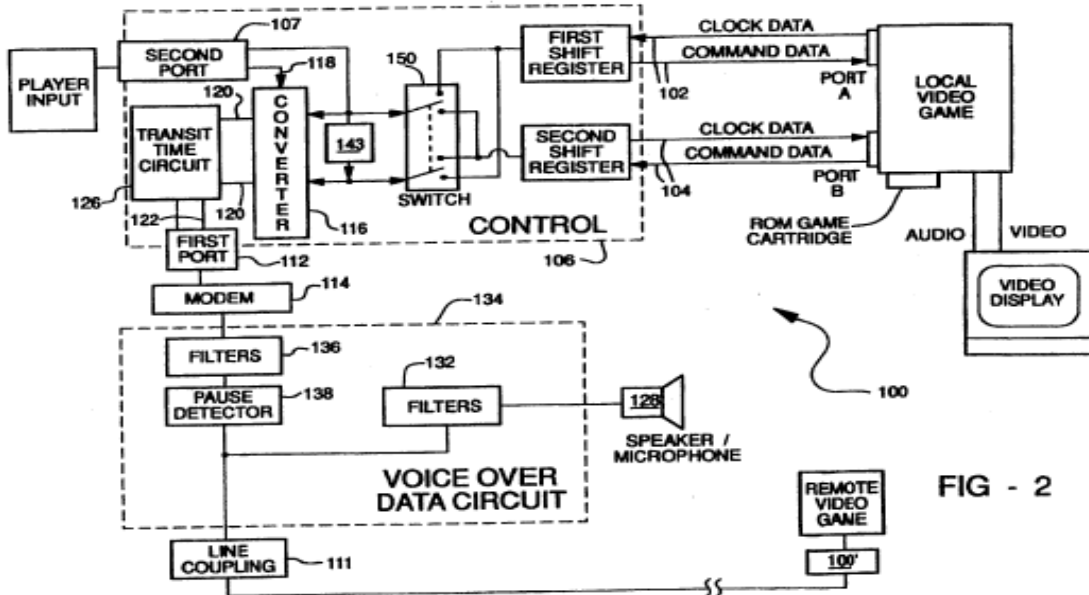 107
PLAYER
INPUT
SECOND
PORT
118
120
TRANSIT
TIME
CIRCUIT
126
120
122
CONVERTER
116
143
150
SWITCH
FIRST
SHIFT
REGISTER
SECOND
SHIFT
REGISTER
CLOCK DATA
COMMAND DATA
102
PORT
A
CLOCK DATA
COMMAND DATA
104
PORT
B
LOCAL
VIDEO
GAME
CONTROL
106
ROM GAME
CARTRIDGE
AUDIO
VIDEO
VIDEO
DISPLAY
FIRST
PORT
112
MODEM
114
134
FILTERS
136
PAUSE
DETECTOR
138
132
FILTERS
128
SPEAKER /
MICROPHONE
100
VOICE OVER
DATA CIRCUIT
FIG - 2
REMOTE
VIDEO
GAME
100'
LINE
COUPLING
111